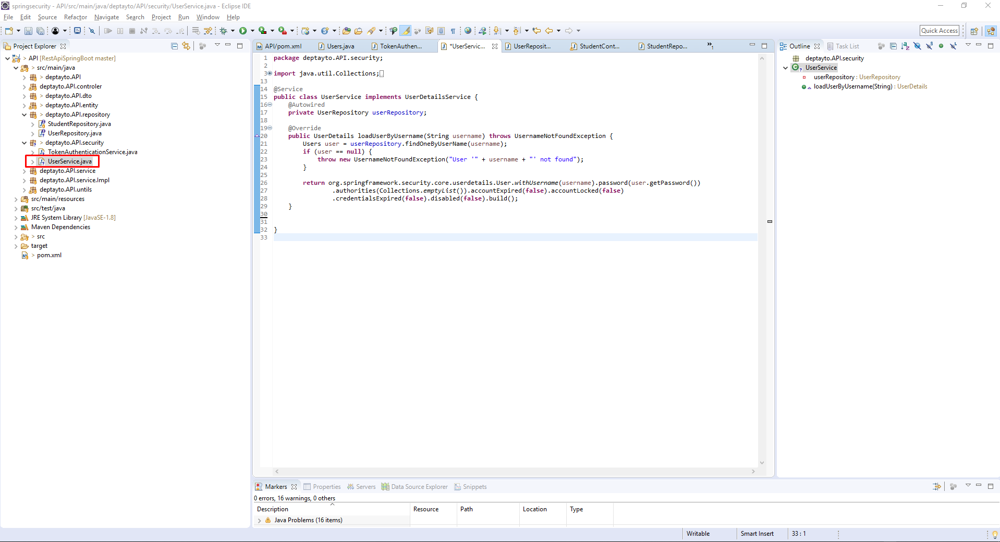 springsecurity - API/src/main/java/deptayto/API/security/UserService.java - Eclipse IDE
File Edit Source Refactor Navigate Search Project Run Window Help
Quick Access
Project Explorer
> API [RestApiSpringBoot master]
> src/main/java
> deptayto.API
deptayto.API.controler
> deptayto.API.dto
> deptayto.API.entity
> deptayto.API.repository
StudentRepository.java
UserRepository.java
> deptayto.API.security
TokenAuthenticationService.java
UserService.java
deptayto.API.service
deptayto.API.service.Impl
deptayto.API.untils
src/main/resources
src/test/java
JRE System Library [JavaSE-1.8]
Maven Dependencies
> src
target
> pom.xml
API/pom.xml Users.java TokenAuthen... *UserServic... UserReposit... StudentCont... StudentRepo... »1
1 package deptayto.API.security;
2
3 import java.util.Collections;
13
14 @Service
15 public class UserService implements UserDetailsService {
16 @Autowired
17 private UserRepository userRepository;
18
19 @Override
20 public UserDetails loadUserByUsername(String username) throws UsernameNotFoundException {
21 Users user = userRepository.findOneByUserName(username);
22 if (user == null) {
23 throw new UsernameNotFoundException("User '" + username + "' not found");
24 }
25
26 return org.springframework.security.core.userdetails.User.withUsername(username).password(user.getPassword())
27 .authorities(Collections.emptyList()).accountExpired(false).accountLocked(false)
28 .credentialsExpired(false).disabled(false).build();
29 }
30
31
32 }
33
Outline Task List
deptayto.API.security
UserService
userRepository : UserRepository
loadUserByUsername(String) : UserDetails
Markers Properties Servers Data Source Explorer Snippets
0 errors, 16 warnings, 0 others
Description Resource Path Location Type
Java Problems (16 items)
Writable Smart Insert 33 : 1